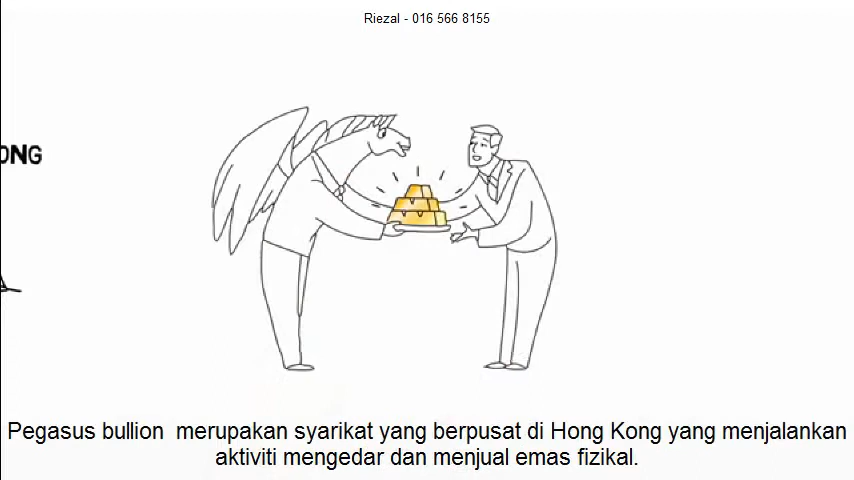 Riezal - 016 566 8155
ONG
Pegasus bullion  merupakan syarikat yang berpusat di Hong Kong yang menjalankan
aktiviti mengedar dan menjual emas fizikal.